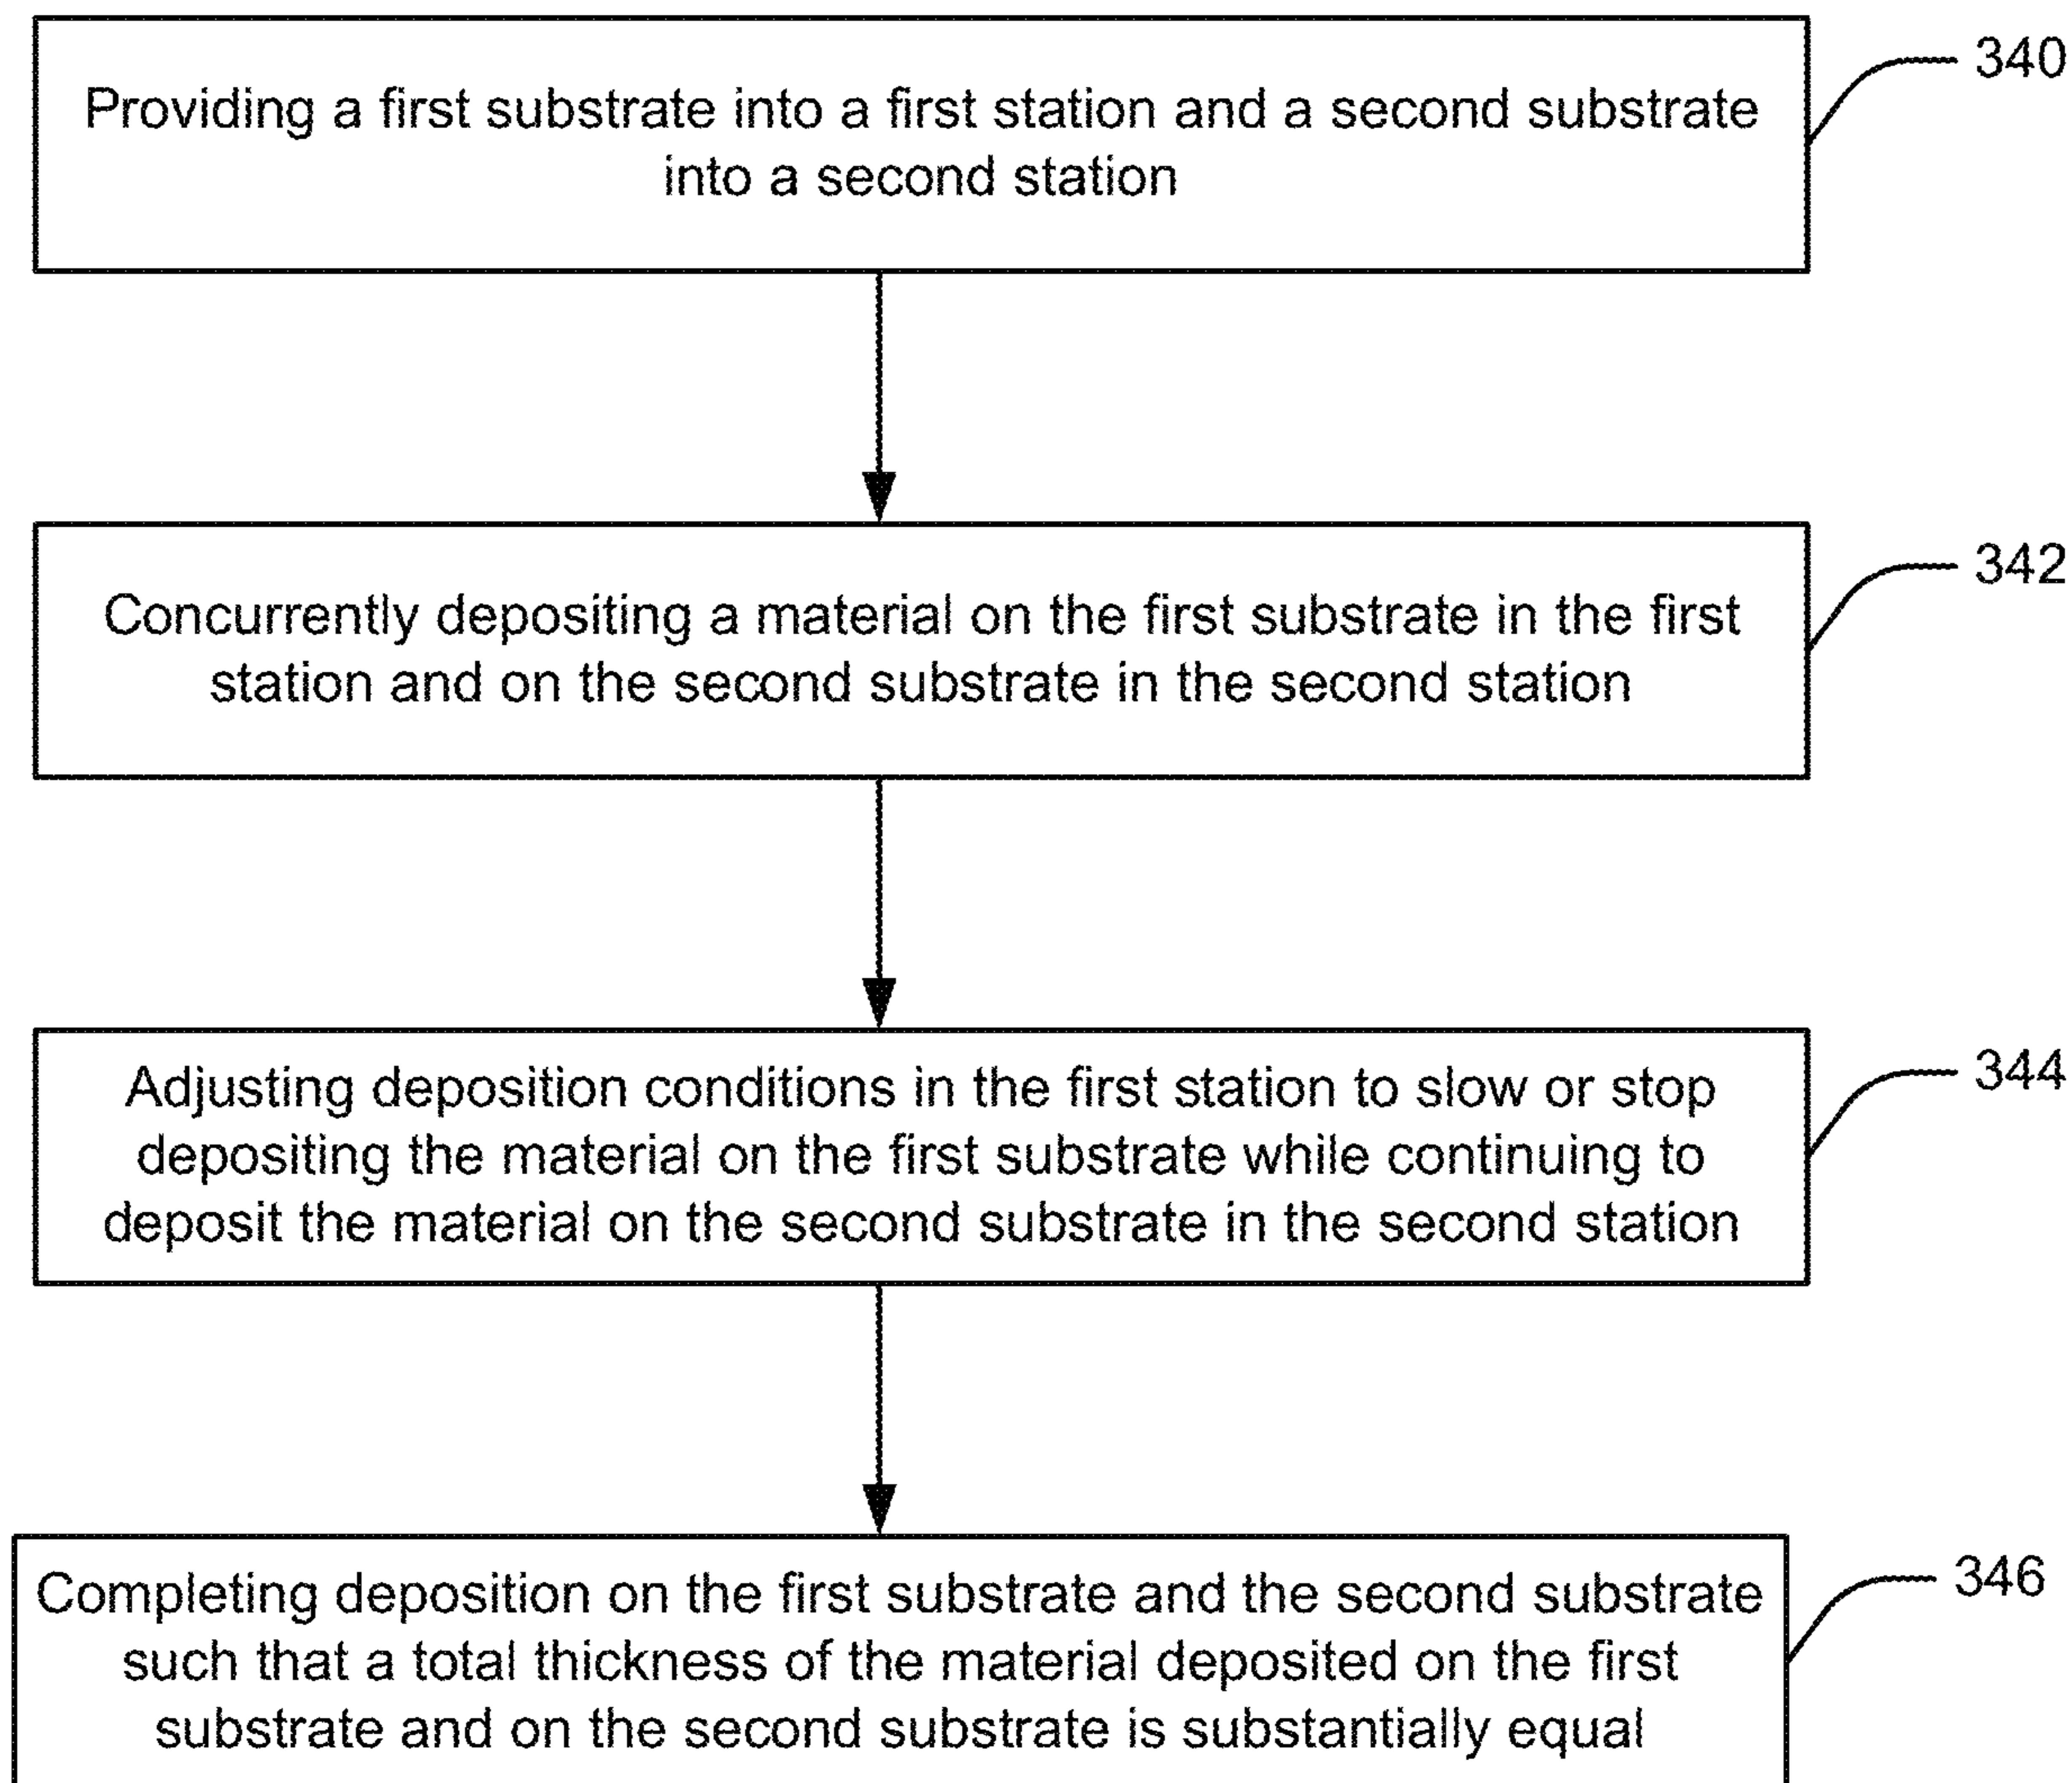 Providing a first substrate into a first station and a second substrate
into a second station
340
Concurrently depositing a material on the first substrate in the first
station and on the second substrate in the second station
342
Adjusting deposition conditions in the first station to slow or stop
depositing the material on the first substrate while continuing to
deposit the material on the second substrate in the second station
344
Completing deposition on the first substrate and the second substrate
such that a total thickness of the material deposited on the first
substrate and on the second substrate is substantially equal
346